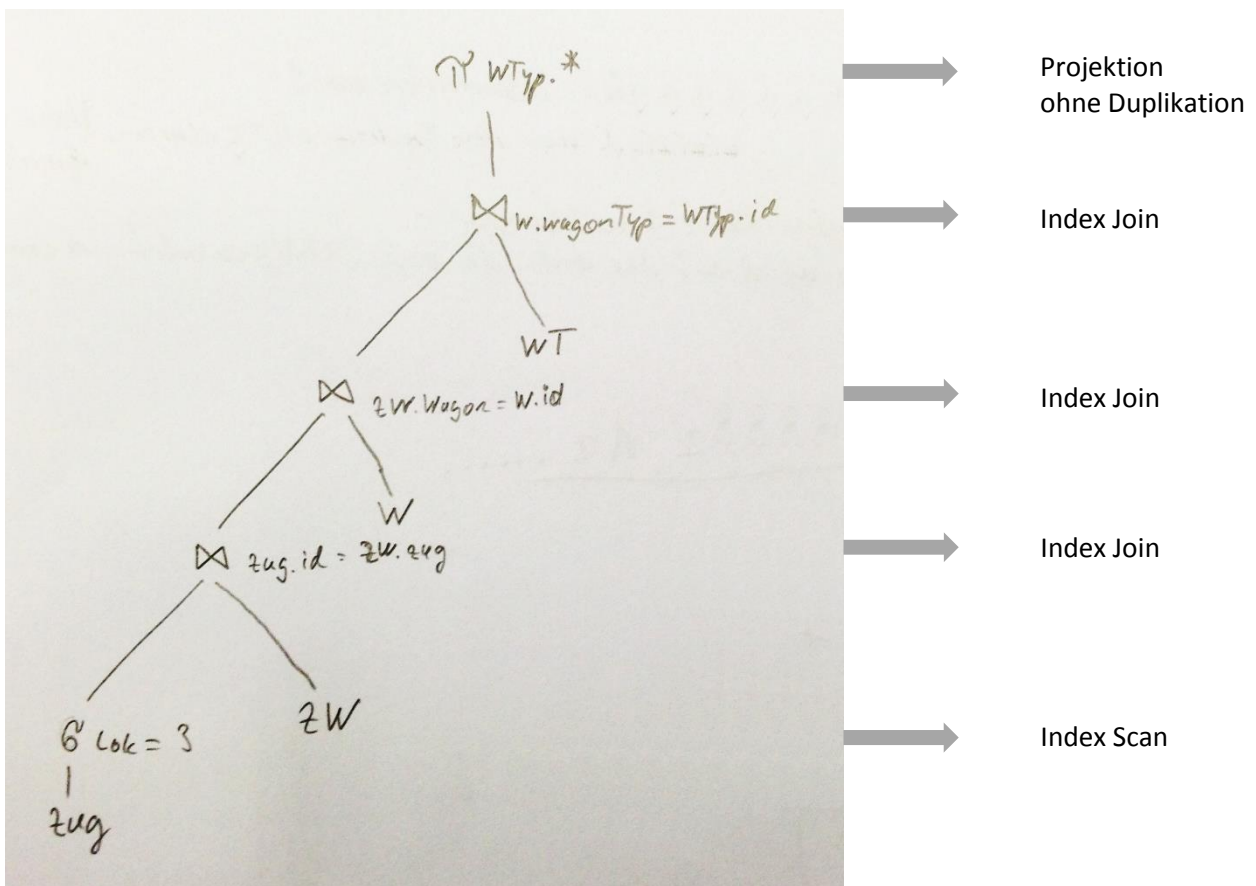 π WTyp.*
Projektion
ohne Duplikation
⋈ W.wagonTyp = WTyp.id
Index Join
WT
⋈ ZW.Wagon = W.id
Index Join
W
⋈ Zug.id = ZW.zug
Index Join
σ Lok = 3
ZW
Index Scan
Zug